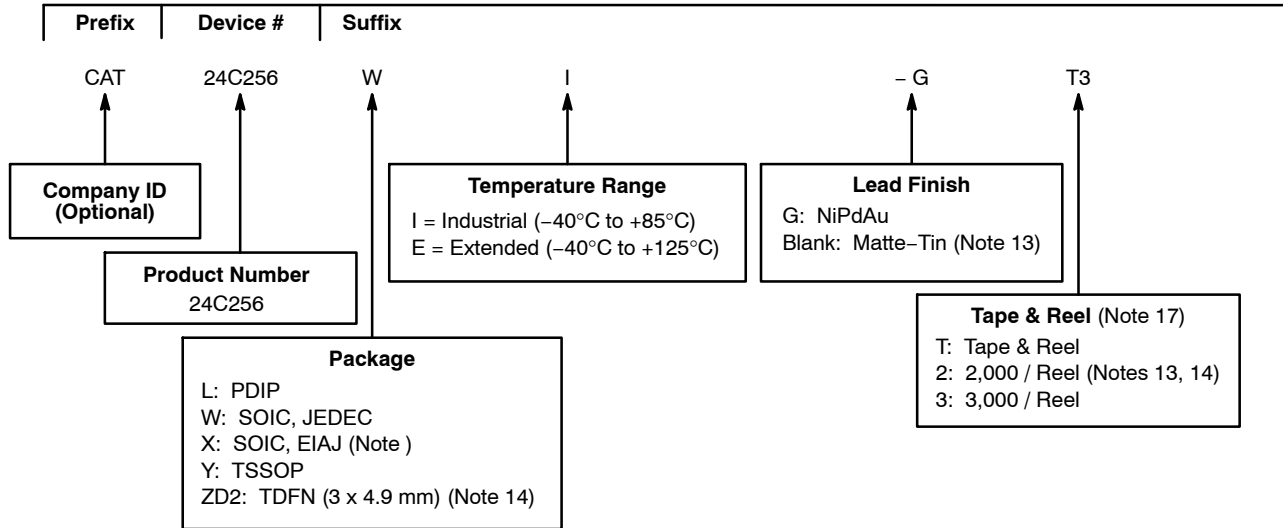 Prefix Device # Suffix
CAT 24C256 W I – G T3
Company ID
(Optional)
Product Number
24C256
Package
L: PDIP
W: SOIC, JEDEC
X: SOIC, EIAJ (Note )
Y: TSSOP
ZD2: TDFN (3 x 4.9 mm) (Note 14)
Temperature Range
I = Industrial (−40°C to +85°C)
E = Extended (−40°C to +125°C)
Lead Finish
G: NiPdAu
Blank: Matte−Tin (Note 13)
Tape & Reel (Note 17)
T: Tape & Reel
2: 2,000 / Reel (Notes 13, 14)
3: 3,000 / Reel